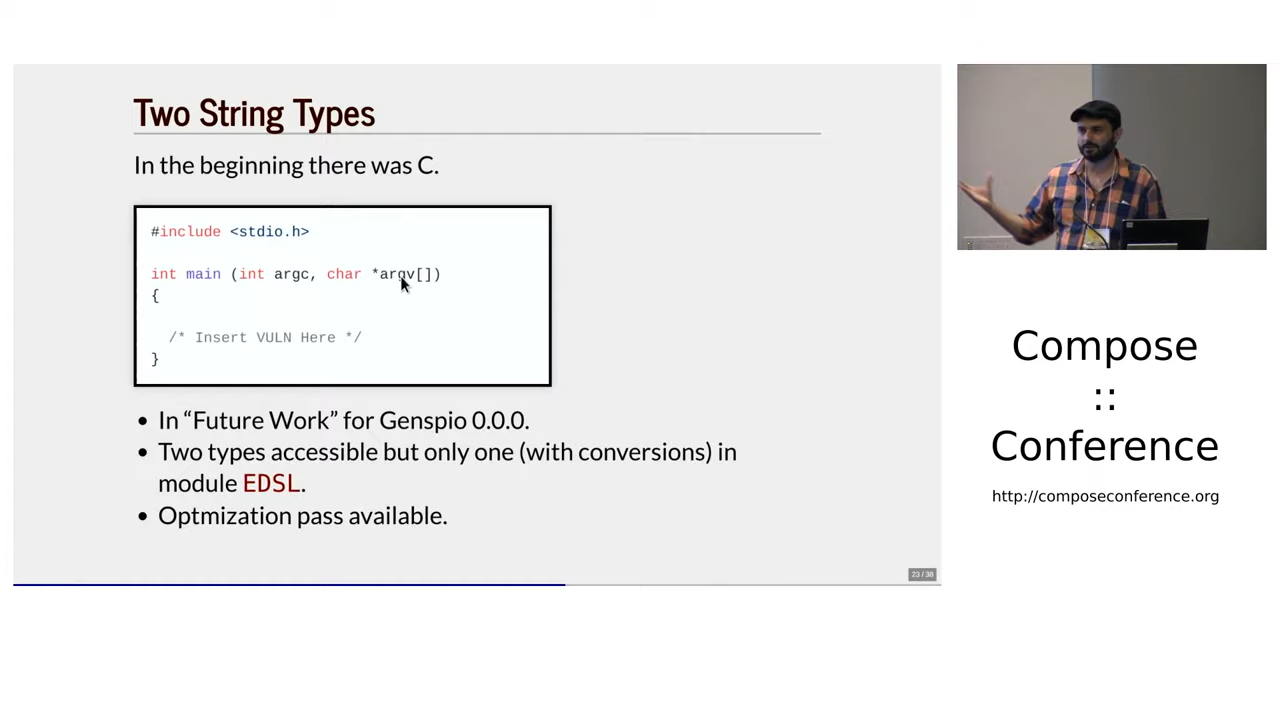 Two String Types
In the beginning there was C.
#include <stdio.h>
int main (int argc, char *argv[])
{
/* Insert VULN Here */
}
• In “Future Work” for Genspio 0.0.0.
• Two types accessible but only one (with conversions) in
module EDSL.
• Optmization pass available.
23 / 38
Compose
::
Conference
http://composeconference.org